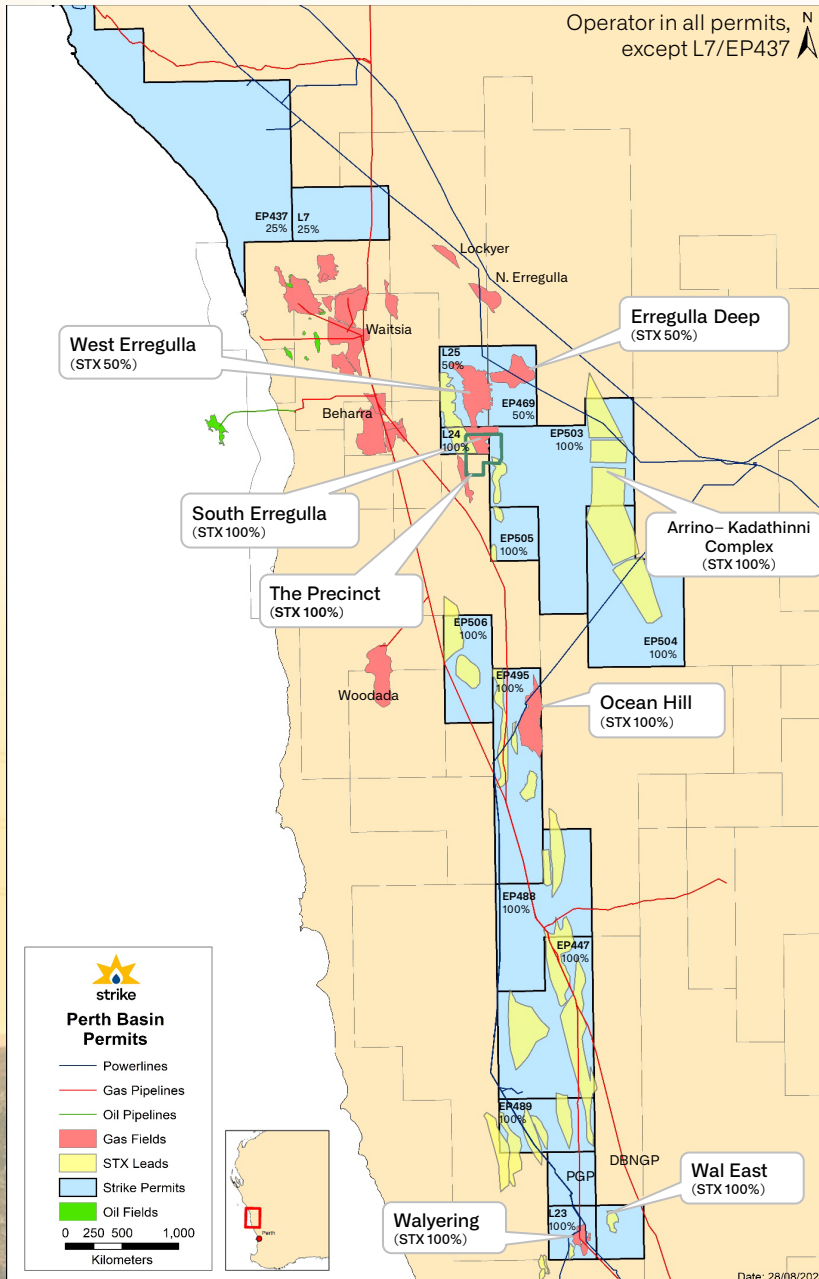 Operator in all permits,
except L7/EP437
N
EP437
25%
L7
25%
Lockyer
N. Erregulla
Erregulla Deep
(STX 50%)
Waitsia
West Erregulla
(STX 50%)
L25
50%
EP469
50%
Beharra
L24
100%
EP503
100%
South Erregulla
(STX 100%)
Arrino– Kadathinni
Complex
(STX 100%)
EP505
100%
The Precinct
(STX 100%)
EP506
100%
EP504
100%
EP495
100%
Woodada
Ocean Hill
(STX 100%)
EP488
100%
EP447
100%
EP489
100%
DBNGP
PGP
Wal East
(STX 100%)
L23
100%
Walyering
(STX 100%)
strike
Perth Basin
Permits
Powerlines
Gas Pipelines
Oil Pipelines
Gas Fields
STX Leads
Strike Permits
Oil Fields
0 250 500 1,000
Kilometers
Perth
Date: 28/08/202